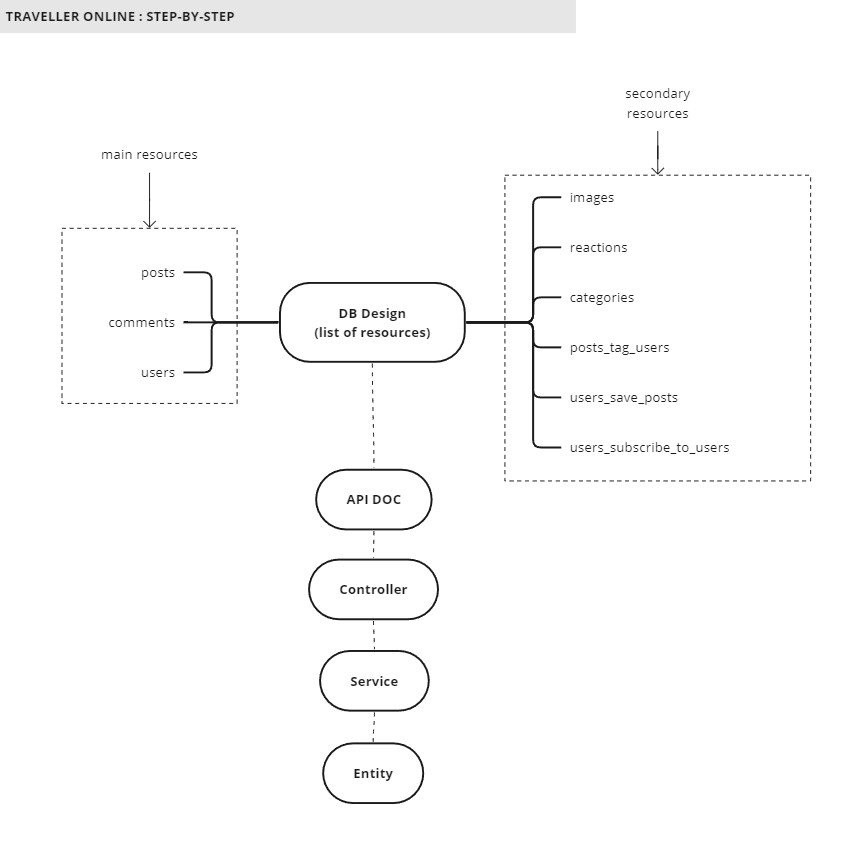 TRAVELLER ONLINE : STEP-BY-STEP
secondary
resources
main resources
images
reactions
categories
posts_tag_users
users_save_posts
users_subscribe_to_users
posts
comments
users
DB Design
(list of resources)
API DOC
Controller
Service
Entity